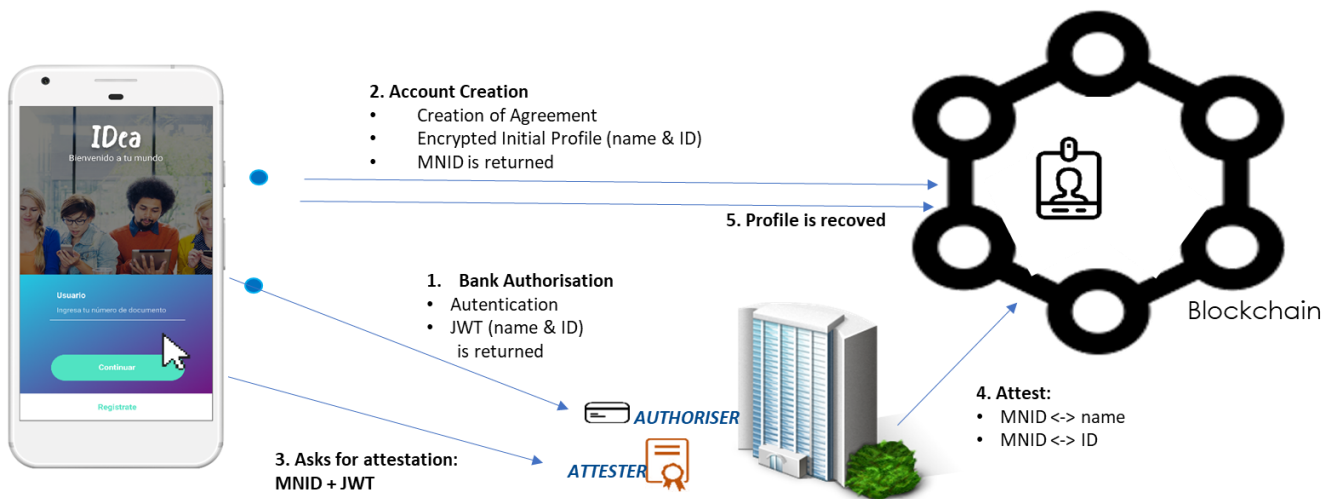 IDea
Bienvenido a tu mundo
Usuario
Ingresa tu número de documento
Continuar
Regístrate
2. Account Creation
• Creation of Agreement
• Encrypted Initial Profile (name & ID)
• MNID is returned
5. Profile is recoved
1. Bank Authorisation
• Autentication
• JWT (name & ID)
is returned
AUTHORISER
ATTESTER
3. Asks for attestation:
MNID + JWT
4. Attest:
• MNID <-> name
• MNID <-> ID
Blockchain